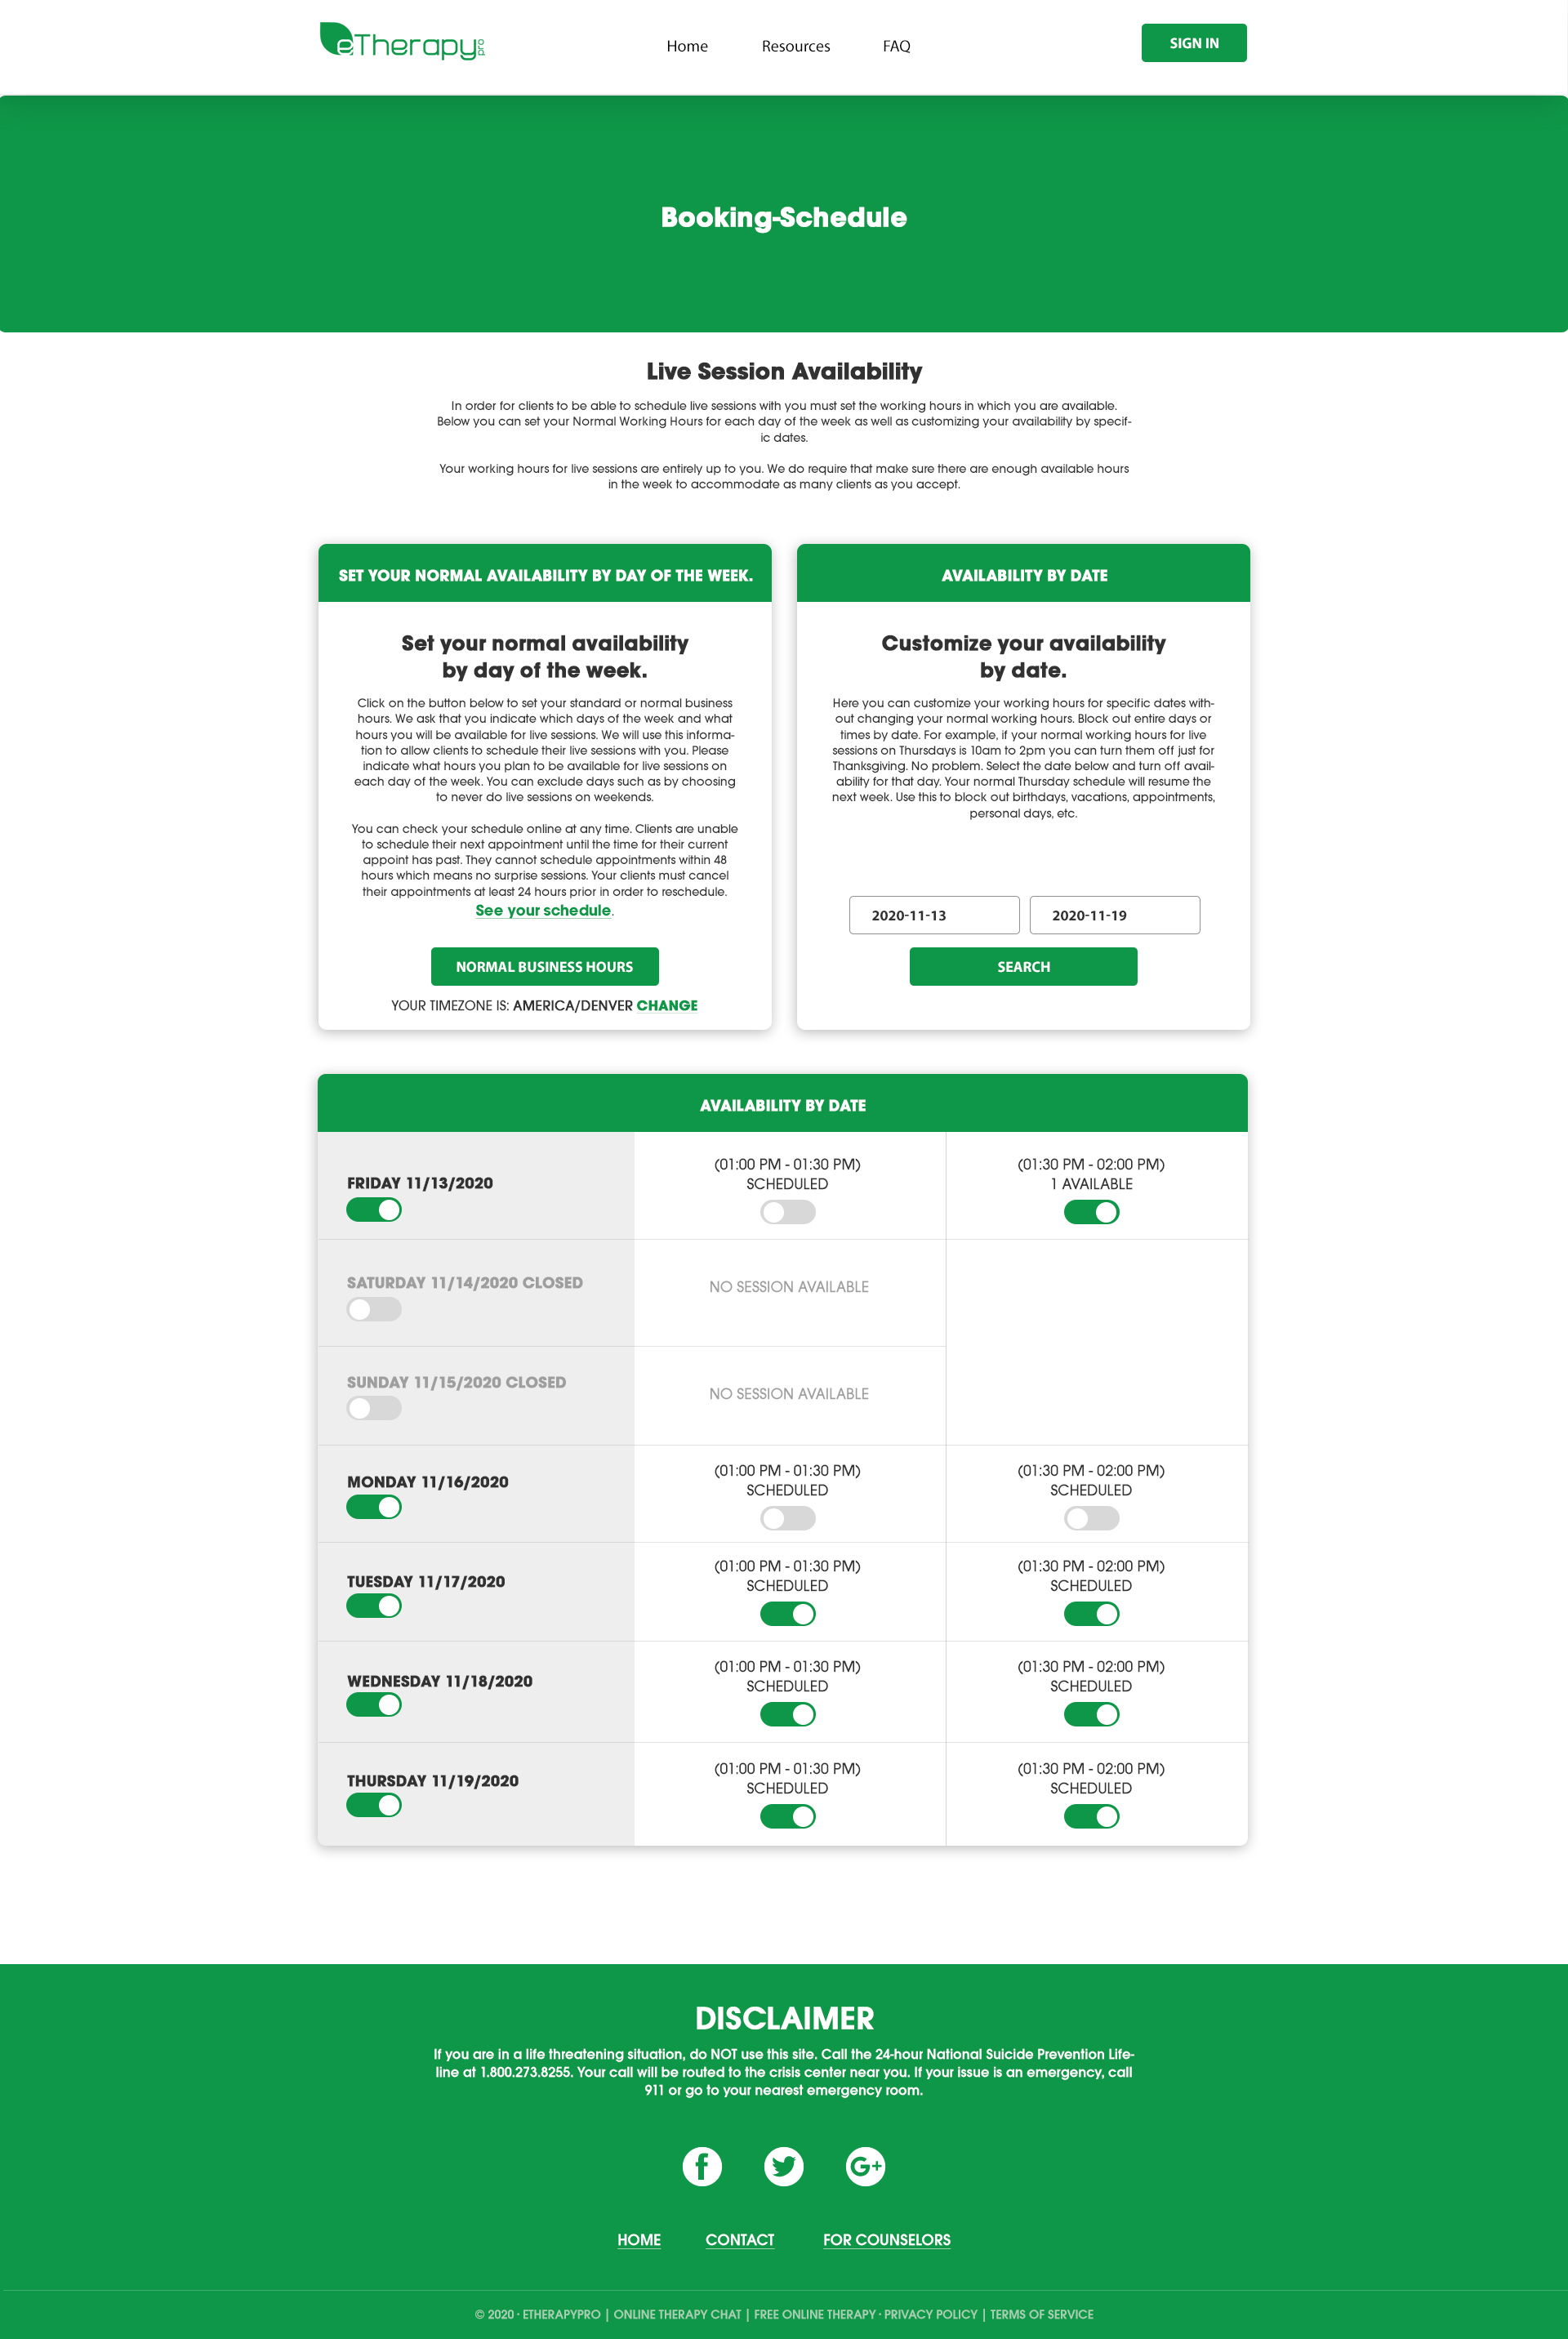 eTherapy pro
Home Resources FAQ
SIGN IN
Booking-Schedule
Live Session Availability
In order for clients to be able to schedule live sessions with you must set the working hours in which you are available.
Below you can set your Normal Working Hours for each day of the week as well as customizing your availability by specif-
ic dates.
Your working hours for live sessions are entirely up to you. We do require that make sure there are enough available hours
in the week to accommodate as many clients as you accept.
SET YOUR NORMAL AVAILABILITY BY DAY OF THE WEEK.
Set your normal availability
by day of the week.
Click on the button below to set your standard or normal business
hours. We ask that you indicate which days of the week and what
hours you will be available for live sessions. We will use this informa-
tion to allow clients to schedule their live sessions with you. Please
indicate what hours you plan to be available for live sessions on
each day of the week. You can exclude days such as by choosing
to never do live sessions on weekends.
You can check your schedule online at any time. Clients are unable
to schedule their next appointment until the time for their current
appoint has past. They cannot schedule appointments within 48
hours which means no surprise sessions. Your clients must cancel
their appointments at least 24 hours prior in order to reschedule.
See your schedule.
NORMAL BUSINESS HOURS
YOUR TIMEZONE IS: AMERICA/DENVER CHANGE
AVAILABILITY BY DATE
Customize your availability
by date.
Here you can customize your working hours for specific dates with-
out changing your normal working hours. Block out entire days or
times by date. For example, if your normal working hours for live
sessions on Thursdays is 10am to 2pm you can turn them off just for
Thanksgiving. No problem. Select the date below and turn off avail-
ability for that day. Your normal Thursday schedule will resume the
next week. Use this to block out birthdays, vacations, appointments,
personal days, etc.
2020-11-13 2020-11-19
SEARCH
AVAILABILITY BY DATE
FRIDAY 11/13/2020
(01:00 PM - 01:30 PM)
SCHEDULED
(01:30 PM - 02:00 PM)
1 AVAILABLE
SATURDAY 11/14/2020 CLOSED
NO SESSION AVAILABLE
SUNDAY 11/15/2020 CLOSED
NO SESSION AVAILABLE
MONDAY 11/16/2020
(01:00 PM - 01:30 PM)
SCHEDULED
(01:30 PM - 02:00 PM)
SCHEDULED
TUESDAY 11/17/2020
(01:00 PM - 01:30 PM)
SCHEDULED
(01:30 PM - 02:00 PM)
SCHEDULED
WEDNESDAY 11/18/2020
(01:00 PM - 01:30 PM)
SCHEDULED
(01:30 PM - 02:00 PM)
SCHEDULED
THURSDAY 11/19/2020
(01:00 PM - 01:30 PM)
SCHEDULED
(01:30 PM - 02:00 PM)
SCHEDULED
DISCLAIMER
If you are in a life threatening situation, do NOT use this site. Call the 24-hour National Suicide Prevention Life-
line at 1.800.273.8255. Your call will be routed to the crisis center near you. If your issue is an emergency, call
911 or go to your nearest emergency room.
f G+
HOME CONTACT FOR COUNSELORS
© 2020 · ETHERAPYPRO | ONLINE THERAPY CHAT | FREE ONLINE THERAPY · PRIVACY POLICY | TERMS OF SERVICE